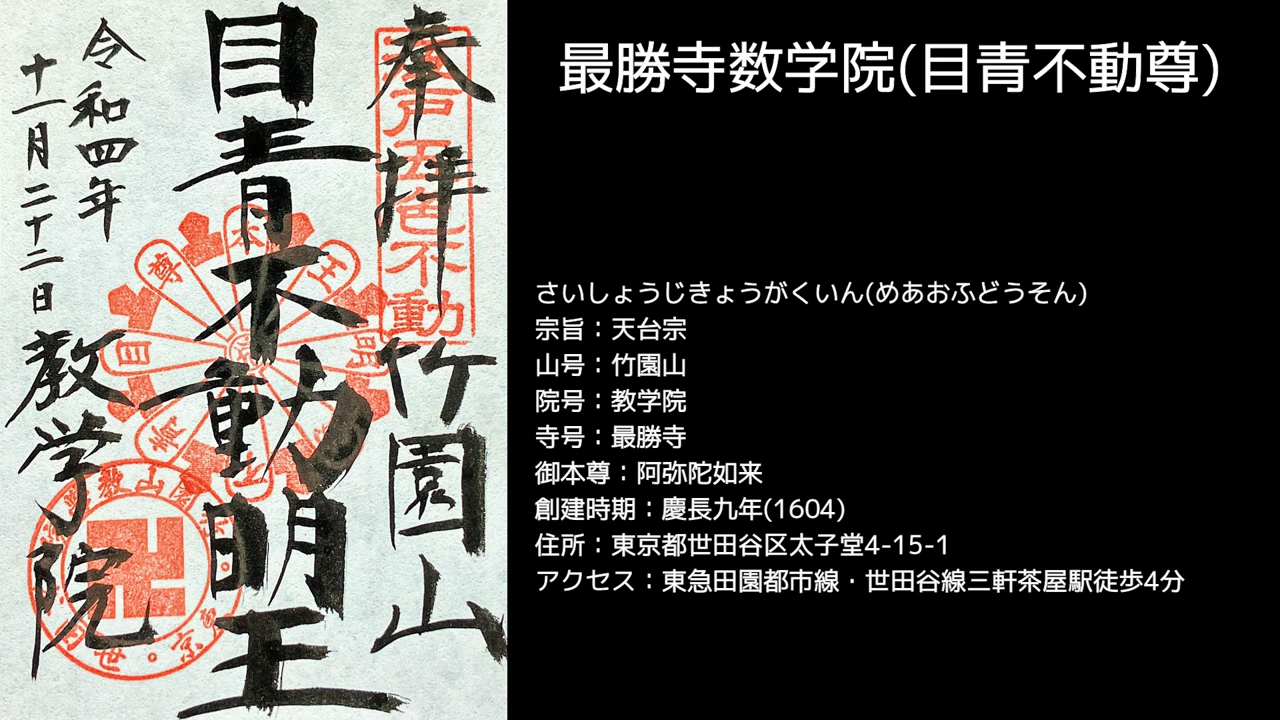 奉拝
江戸五色不動
竹園山
目青不動明王
令和四年
十一月二十二日
教学院
最勝寺数学院(目青不動尊)
さいしょうじきょうがくいん(めあおふどうそん)
宗旨：天台宗
山号：竹園山
院号：教学院
寺号：最勝寺
御本尊：阿弥陀如来
創建時期：慶長九年(1604)
住所：東京都世田谷区太子堂4-15-1
アクセス：東急田園都市線・世田谷線三軒茶屋駅徒歩4分